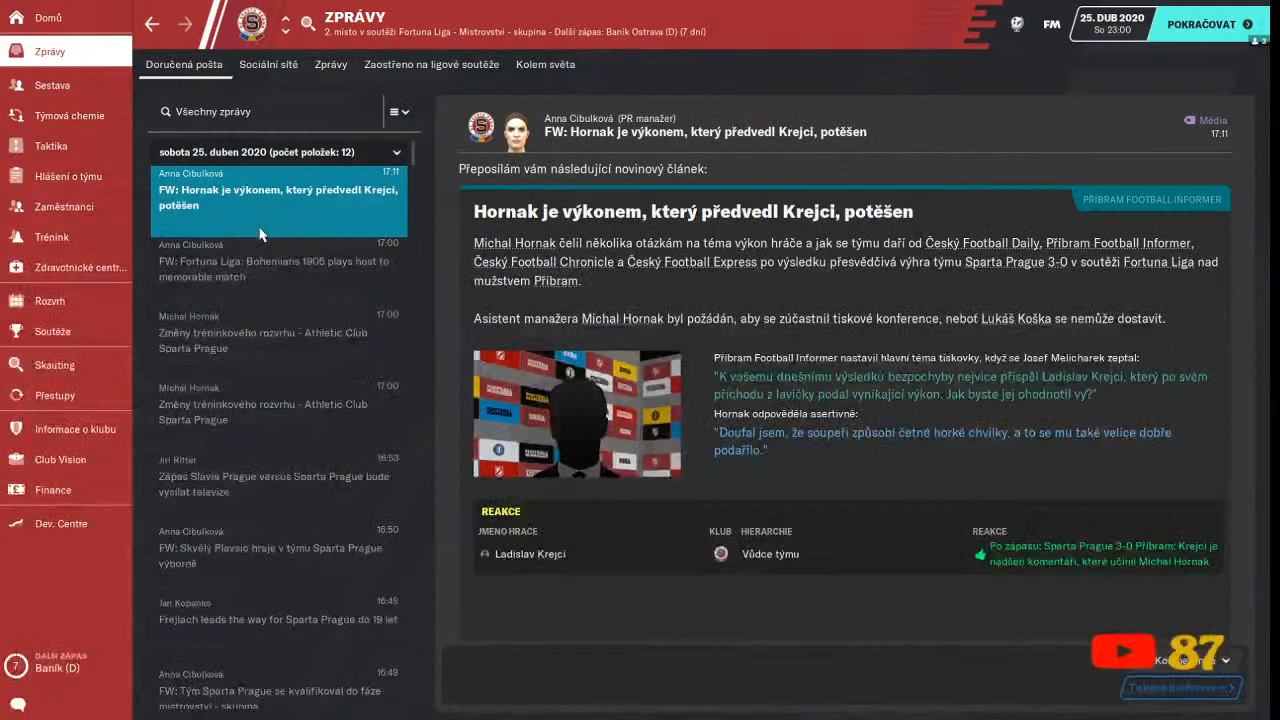 Domů
Zprávy
Sestava
Týmová chemie
Taktika
Hlášení o týmu
Zaměstnanci
Trénink
Zdravotnické centr...
Rozvrh
Soutěže
Skauting
Přestupy
Informace o klubu
Club Vision
Finance
Dev. Centre
7
DALŠÍ ZÁPAS
Baník (D)
ZPRÁVY
2. místo v soutěži Fortuna Liga - Mistrovství - skupina - Další zápas: Baník Ostrava (D) (7 dní)
FM
25. DUB 2020
So 23:00
POKRAČOVAT
3
Doručená pošta
Sociální sítě
Zprávy
Zaostřeno na ligové soutěže
Kolem světa
Všechny zprávy
sobota 25. duben 2020 (počet položek: 12)
Anna Cibulková 17:11
FW: Hornak je výkonem, který předvedl Krejci,
potěšen
Anna Cibulková 17:00
FW: Fortuna Liga: Bohemians 1905 plays host to
memorable match
Michal Hornak 17:00
Změny tréninkového rozvrhu - Athletic Club
Sparta Prague
Michal Hornak 17:00
Změny tréninkového rozvrhu - Athletic Club
Sparta Prague
Jiri Ritter 16:53
Zápas Slavia Prague versus Sparta Prague bude
vysílat televize
Anna Cibulková 16:50
FW: Skvělý Plavsic hraje v týmu Sparta Prague
výborně
Jan Kopanko 16:49
Frejlach leads the way for Sparta Prague do 19 let
Anna Cibulková 16:49
FW: Tým Sparta Prague se kvalifikoval do fáze
mistrovství - skupina
Anna Cibulková (PR manažer)
FW: Hornak je výkonem, který předvedl Krejci, potěšen
Média
17:11
Přeposílám vám následující novinový článek:
PŘÍBRAM FOOTBALL INFORMER
Hornak je výkonem, který předvedl Krejci, potěšen
Michal Hornak čelil několika otázkám na téma výkon hráče a jak se týmu daří od Český Football Daily, Příbram Football Informer,
Český Football Chronicle a Český Football Express po výsledku přesvědčivá výhra týmu Sparta Prague 3-0 v soutěži Fortuna Liga nad
mužstvem Příbram.
Asistent manažera Michal Hornak byl požádán, aby se zúčastnil tiskové konference, neboť Lukáš Koška se nemůže dostavit.
Příbram Football Informer nastavil hlavní téma tiskovky, když se Josef Melicharek zeptal:
"K vašemu dnešnímu výsledku bezpochyby nejvíce přispěl Ladislav Krejci, který po svém
příchodu z lavičky podal vynikající výkon. Jak byste jej ohodnotil vy?"
Hornak odpověděla asertivně:
"Doufal jsem, že soupeři způsobí četné horké chvilky, a to se mu také velice dobře
podařilo."
REAKCE
JMÉNO HRÁČE KLUB HIERARCHIE REAKCE
Ladislav Krejci Vůdce týmu Po zápasu: Sparta Prague 3-0 Příbram: Krejci je
nadšen komentáři, které učinil Michal Hornak
87